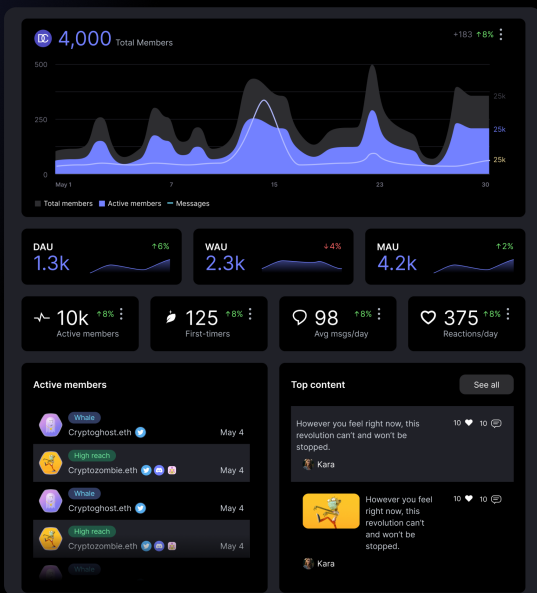 DC 4,000 Total Members
+183 ↑8%
500
250
0
25k
25k
25k
May 1 7 15 23 30
Total members Active members Messages
DAU ↑6%
1.3k
WAU ↓4%
2.3k
MAU ↑2%
4.2k
10k ↑8%
Active members
125 ↑8%
First-timers
98 ↑8%
Avg msgs/day
375 ↑8%
Reactions/day
Active members
Whale
Cryptoghost.eth May 4
High reach
Cryptozombie.eth May 4
Whale
Cryptoghost.eth May 4
High reach
Cryptozombie.eth May 4
Whale
Top content See all
However you feel right now, this 10 10
revolution can't and won't be
stopped.
Kara
However you feel 10 10
right now, this
revolution can't
and won't be
stopped.
Kara